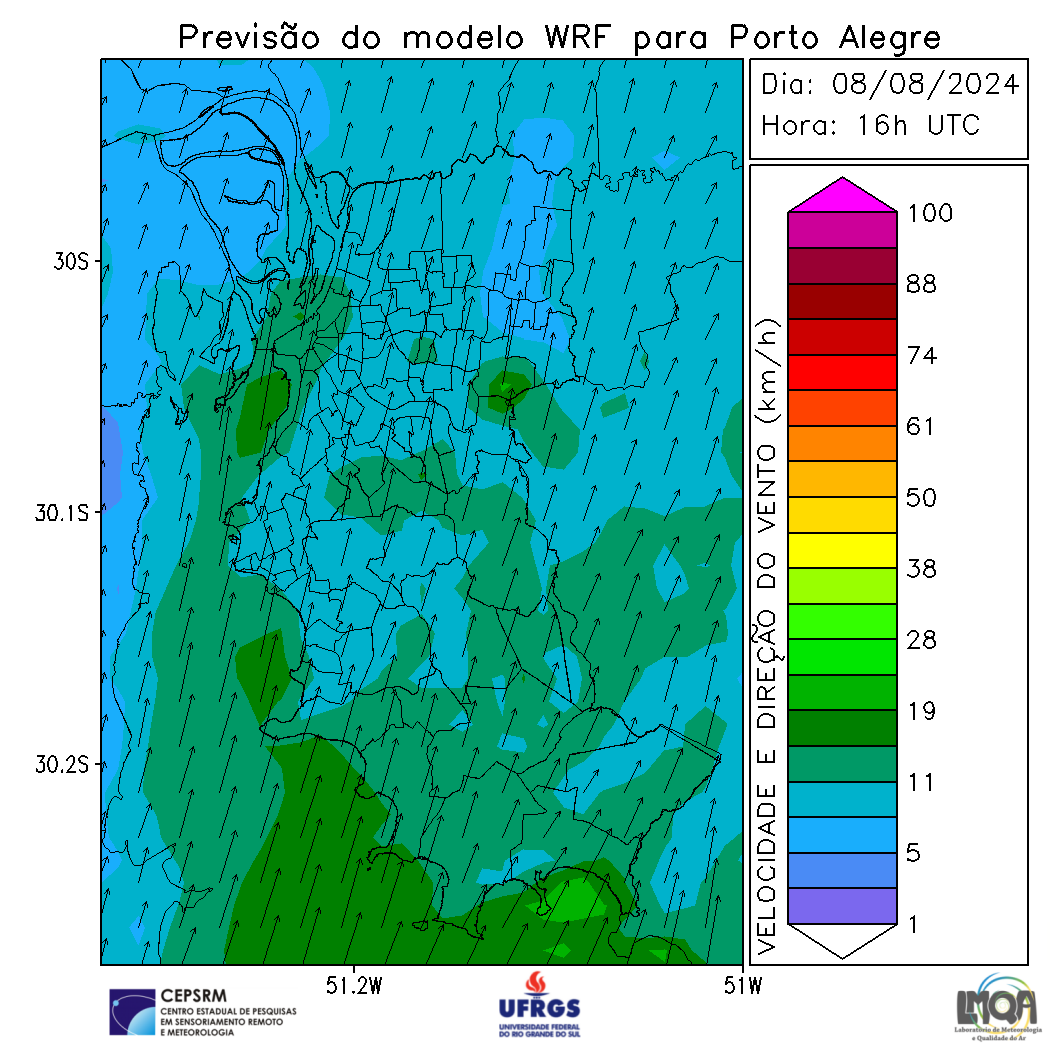 Previsão do modelo WRF para Porto Alegre
Dia: 08/08/2024
Hora: 16h UTC
30S
30.1S
30.2S
51.2W
51W
VELOCIDADE E DIREÇÃO DO VENTO (km/h)
100
88
74
61
50
38
28
19
11
5
1
CEPSRM
CENTRO ESTADUAL DE PESQUISAS
EM SENSORIAMENTO REMOTO
E METEOROLOGIA
UFRGS
UNIVERSIDADE FEDERAL
DO RIO GRANDE DO SUL
LMQA
Laboratório de Meteorologia
e Qualidade do Ar